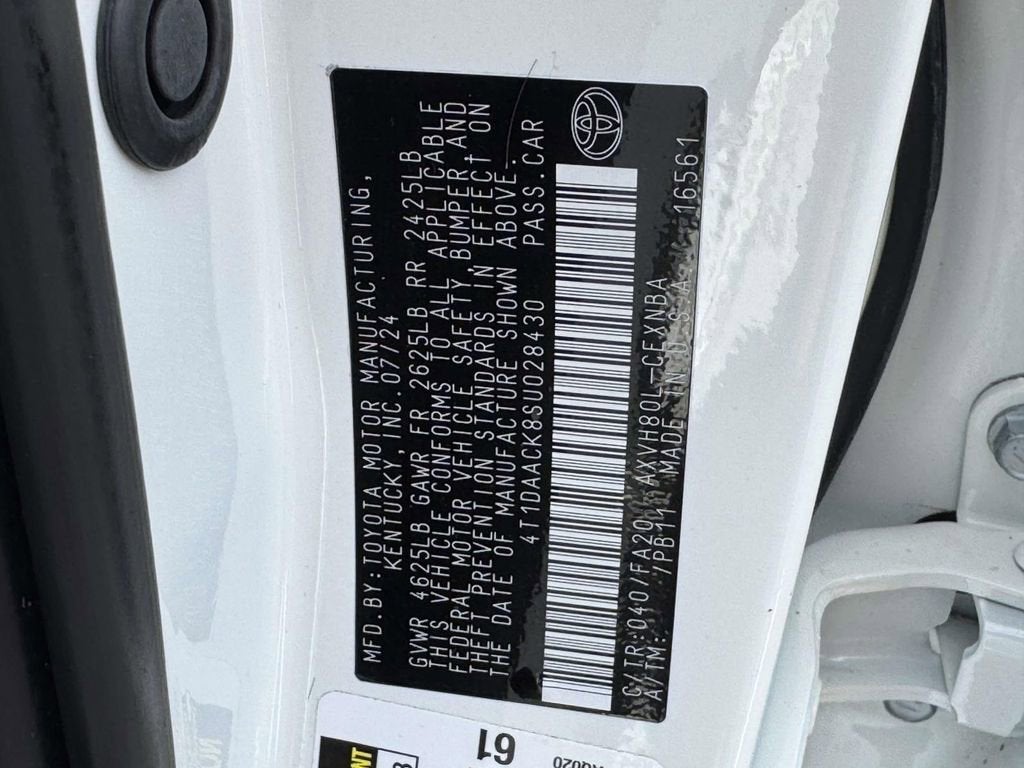 MFD.BY:TOYOTA MOTOR MANUFACTURING,
KENTUCKY, INC. 07/24
GVWR 4625LB GAWR FR 2625LB RR 2425LB
THIS VEHICLE CONFORMS TO ALL APPLICABLE
FEDERAL MOTOR VEHICLE SAFETY, BUMPER, AND
THEFT PREVENTION STANDARDS IN EFFECT ON
THE DATE OF MANUFACTURE SHOWN ABOVE.
4T1DAACK8SU028430 PASS.CAR
C/TR:040/FA20 AXVH80L-CEXNBA
A/TM: /PB111 MADE IN U.S.A. 16561
61